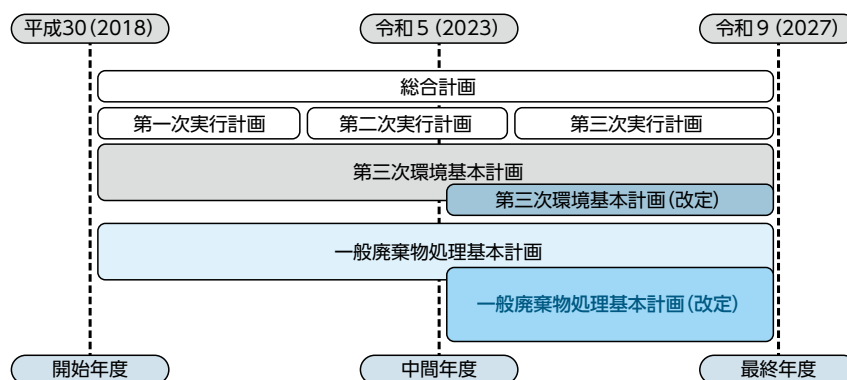 平成30(2018)
令和5(2023)
令和9(2027)
総合計画
第一次実行計画
第二次実行計画
第三次実行計画
第三次環境基本計画
第三次環境基本計画(改定)
一般廃棄物処理基本計画
一般廃棄物処理基本計画(改定)
開始年度
中間年度
最終年度